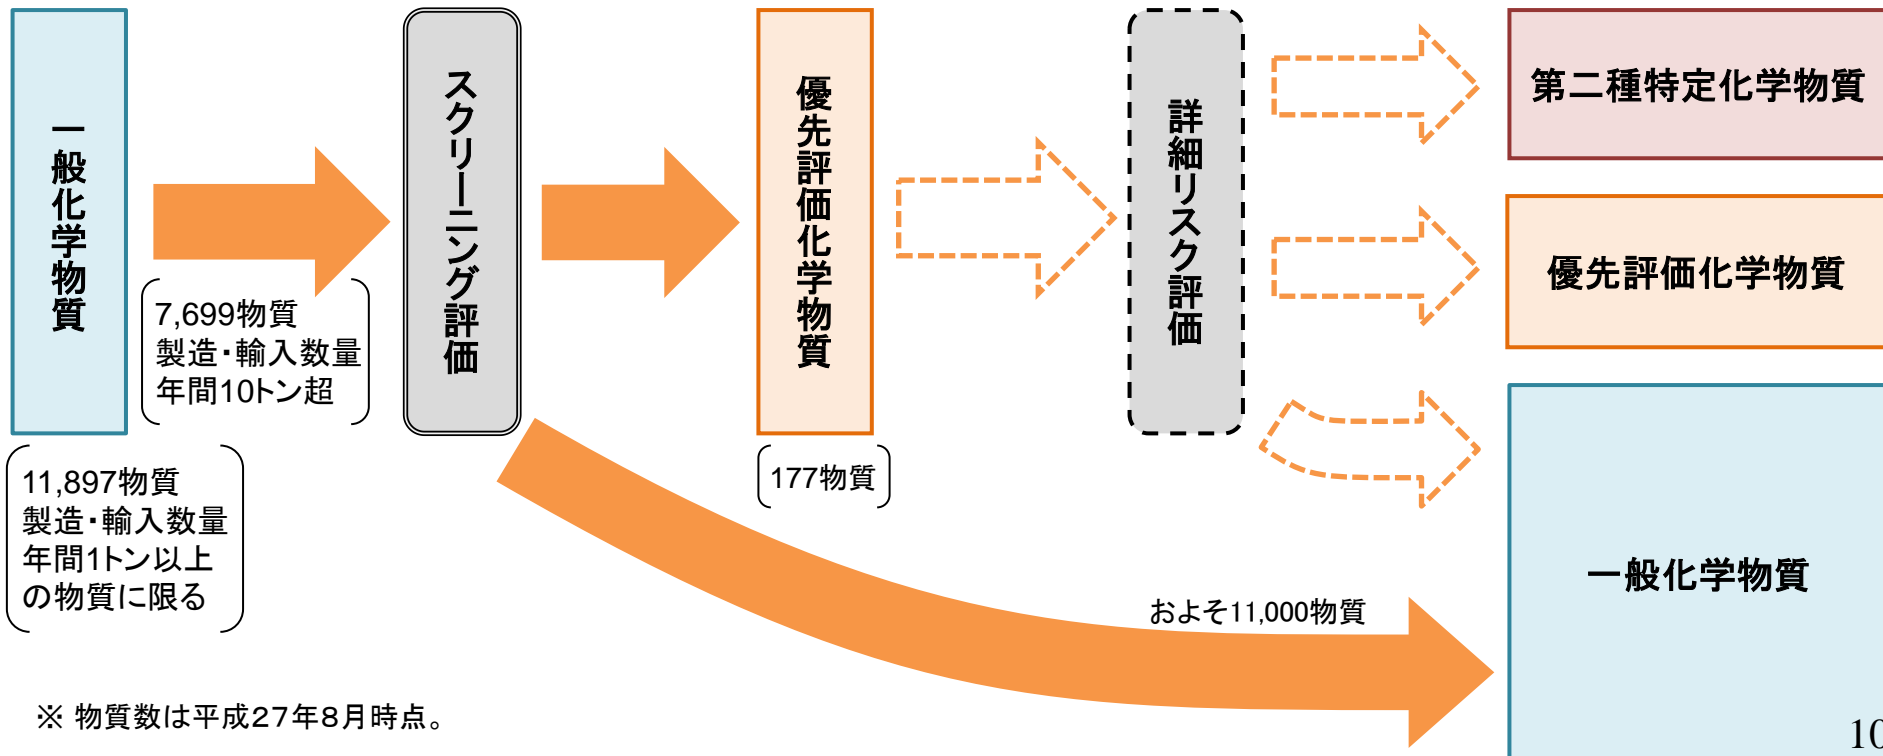 一般化学物質
7,699物質
製造・輸入数量
年間10トン超
11,897物質
製造・輸入数量
年間1トン以上
の物質に限る
スクリーニング評価
優先評価化学物質
177物質
詳細リスク評価
第二種特定化学物質
優先評価化学物質
一般化学物質
およそ11,000物質
※ 物質数は平成27年8月時点。
10